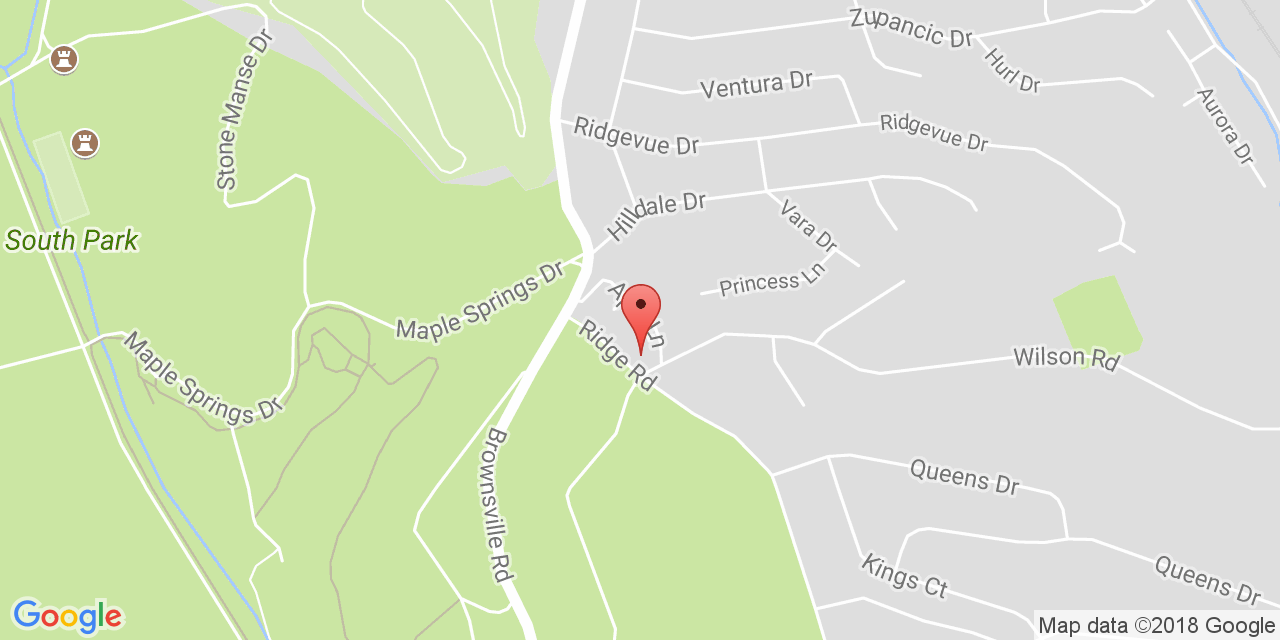 Zupancic Dr
Stone Manse Dr
Hurl Dr
Ventura Dr
Aurora Dr
Ridgevue Dr
Ridgevue Dr
Hilldale Dr
Vara Dr
South Park
Princess Ln
Maple Springs Dr
Ln
Ridge Rd
Wilson Rd
Maple Springs Dr
Brownsville Rd
Queens Dr
Kings Ct
Queens Dr
Google
Map data ©2018 Google